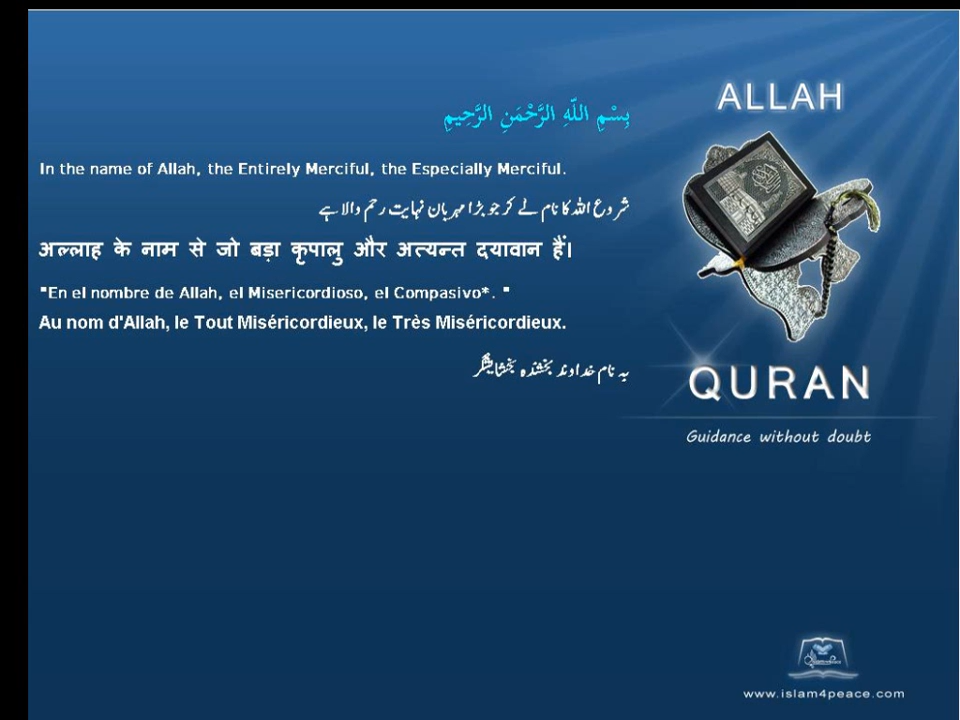 بِسْمِ اللّهِ الرَّحْمَنِ الرَّحِيمِ
In the name of Allah, the Entirely Merciful, the Especially Merciful.
شروع اللہ کا نام لے کر جو بڑا مہربان نہایت رحم والا ہے
अल्लाह के नाम से जो बड़ा कृपालु और अत्यन्त दयावान हैं।
"En el nombre de Allah, el Misericordioso, el Compasivo*. "
Au nom d'Allah, le Tout Miséricordieux, le Très Miséricordieux.
به نام خداوند بخشنده بخشایشگر
ALLAH
QURAN
Guidance without doubt
www.islam4peace.com